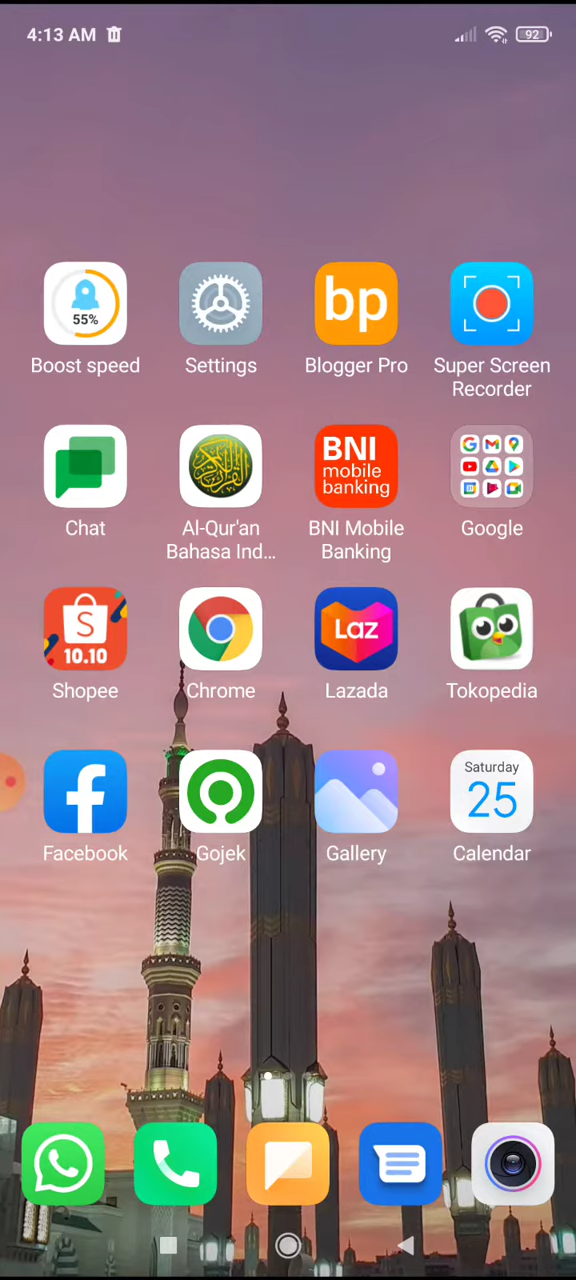 4:13 AM
92
55%
bp
Boost speed
Settings
Blogger Pro
Super Screen
Recorder
BNI
mobile
banking
Chat
Al-Qur'an
Bahasa Ind...
BNI Mobile
Banking
Google
S
10.10
Laz
Shopee
Chrome
Lazada
Tokopedia
Saturday
25
Facebook
Gojek
Gallery
Calendar